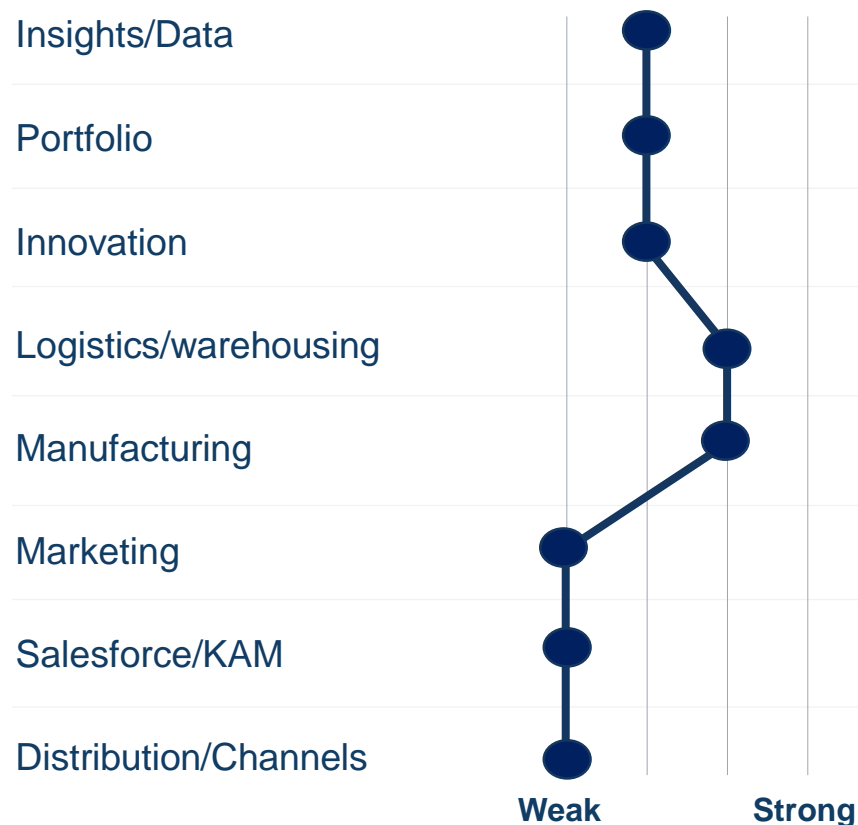 Insights/Data
Portfolio
Innovation
Logistics/warehousing
Manufacturing
Marketing
Salesforce/KAM
Distribution/Channels
Weak Strong